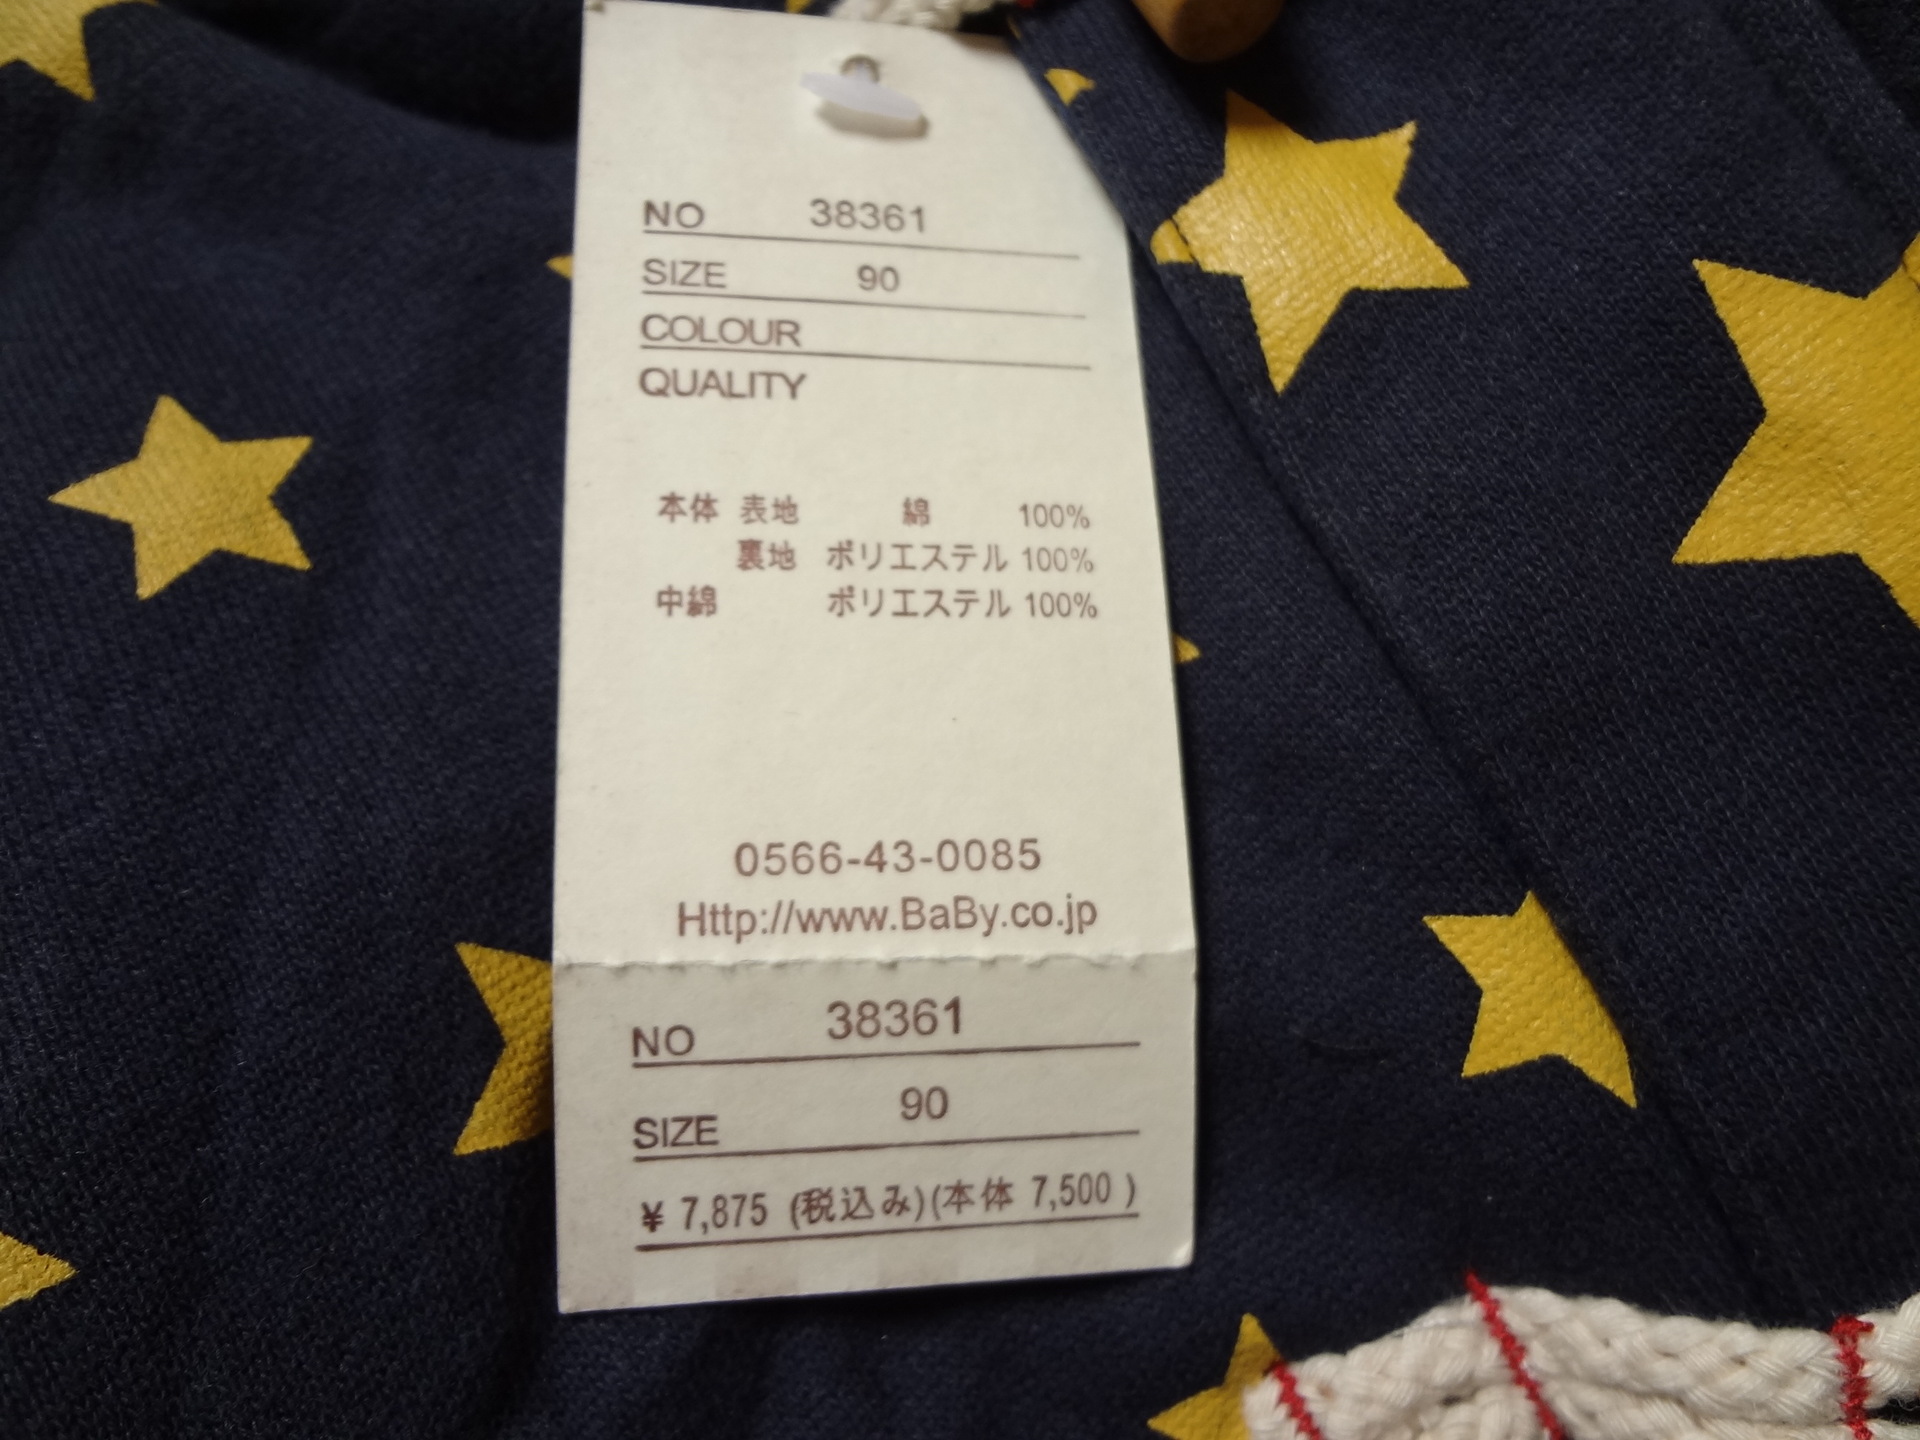 NO 38361
SIZE 90
COLOUR
QUALITY
本体 表地 綿 100%
裏地 ポリエステル 100%
中綿 ポリエステル 100%
0566-43-0085
Http://www.BaBy.co.jp
NO 38361
SIZE 90
¥ 7,875 (税込み)(本体 7,500 )